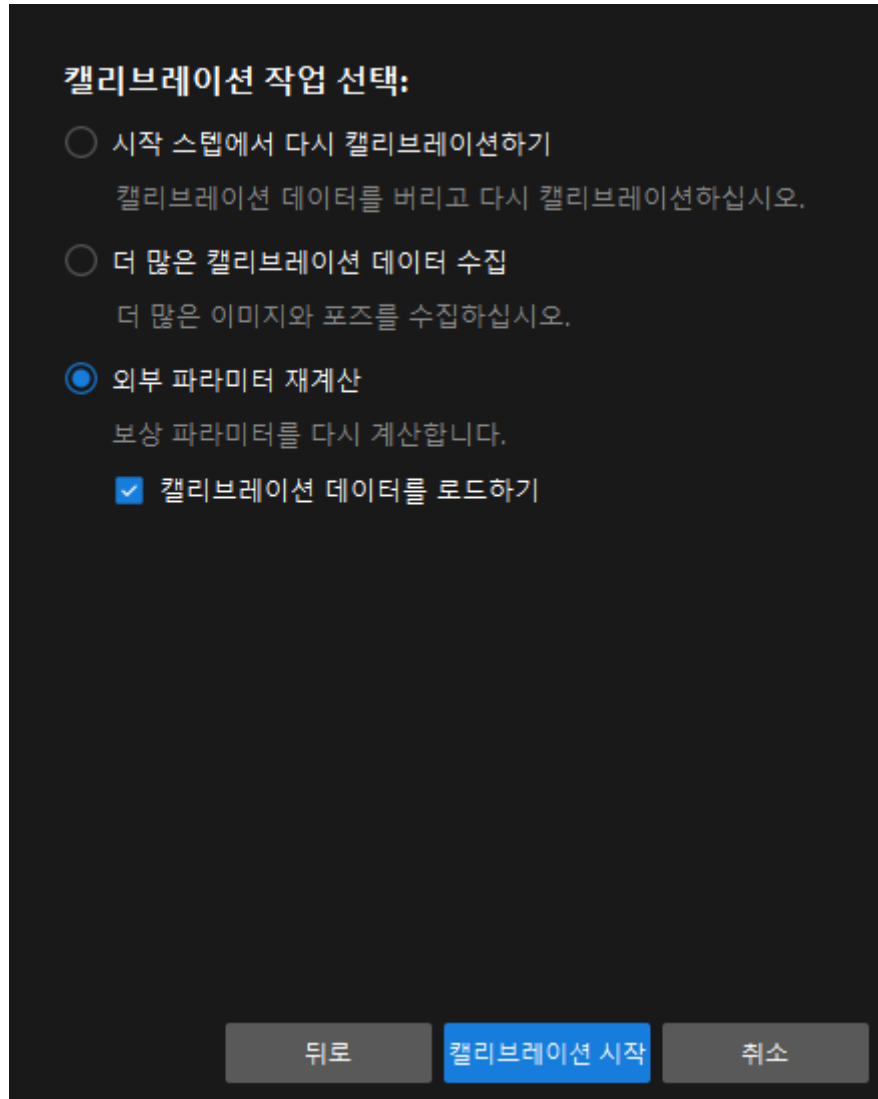 캘리브레이션 작업 선택:
시작 스텝에서 다시 캘리브레이션하기
캘리브레이션 데이터를 버리고 다시 캘리브레이션하십시오.
더 많은 캘리브레이션 데이터 수집
더 많은 이미지와 포즈를 수집하십시오.
외부 파라미터 재계산
보상 파라미터를 다시 계산합니다.
캘리브레이션 데이터를 로드하기
뒤로 캘리브레이션 시작 취소